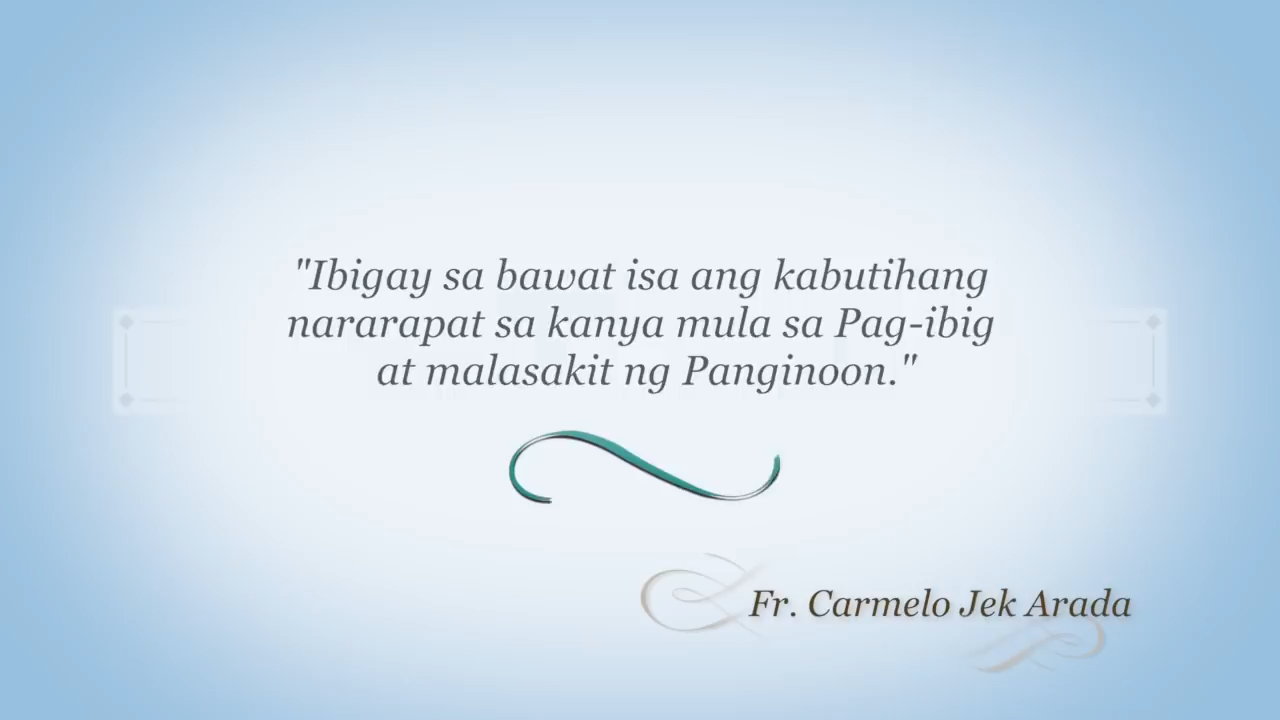 "Ibigay sa bawat isa ang kabutihang
nararapat sa kanya mula sa Pag-ibig
at malasakit ng Panginoon."
Fr. Carmelo Jek Arada